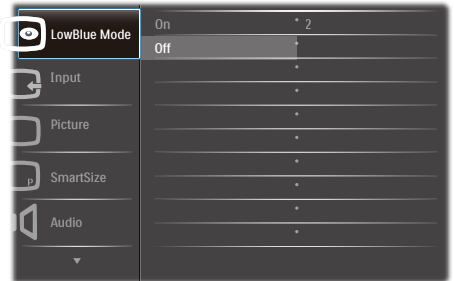 LowBlue Mode
On 2
Off
Input
Picture
P
SmartSize
Audio